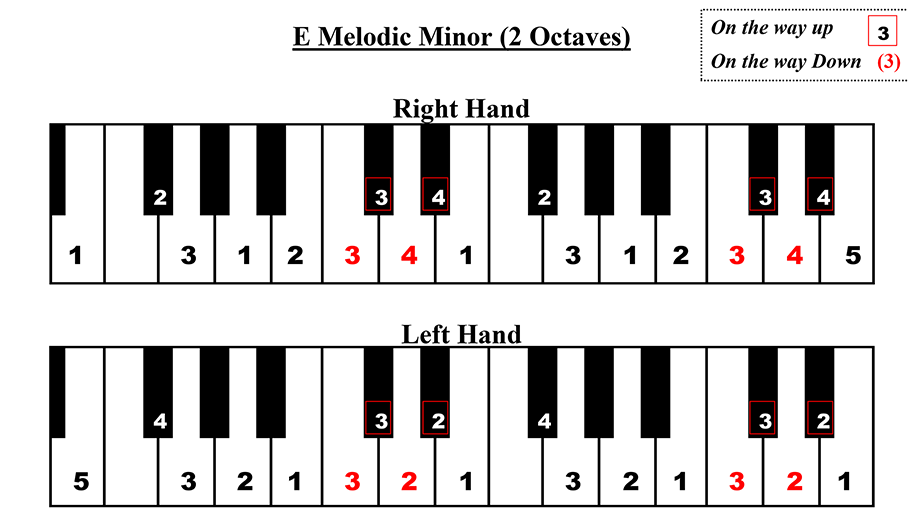 E Melodic Minor (2 Octaves)
On the way up 3
On the way Down (3)
Right Hand
2 3 4 2 3 4
1 3 1 2 3 4 1 3 1 2 3 4 5
Left Hand
4 3 2 4 3 2
5 3 2 1 3 2 1 3 2 1 3 2 1